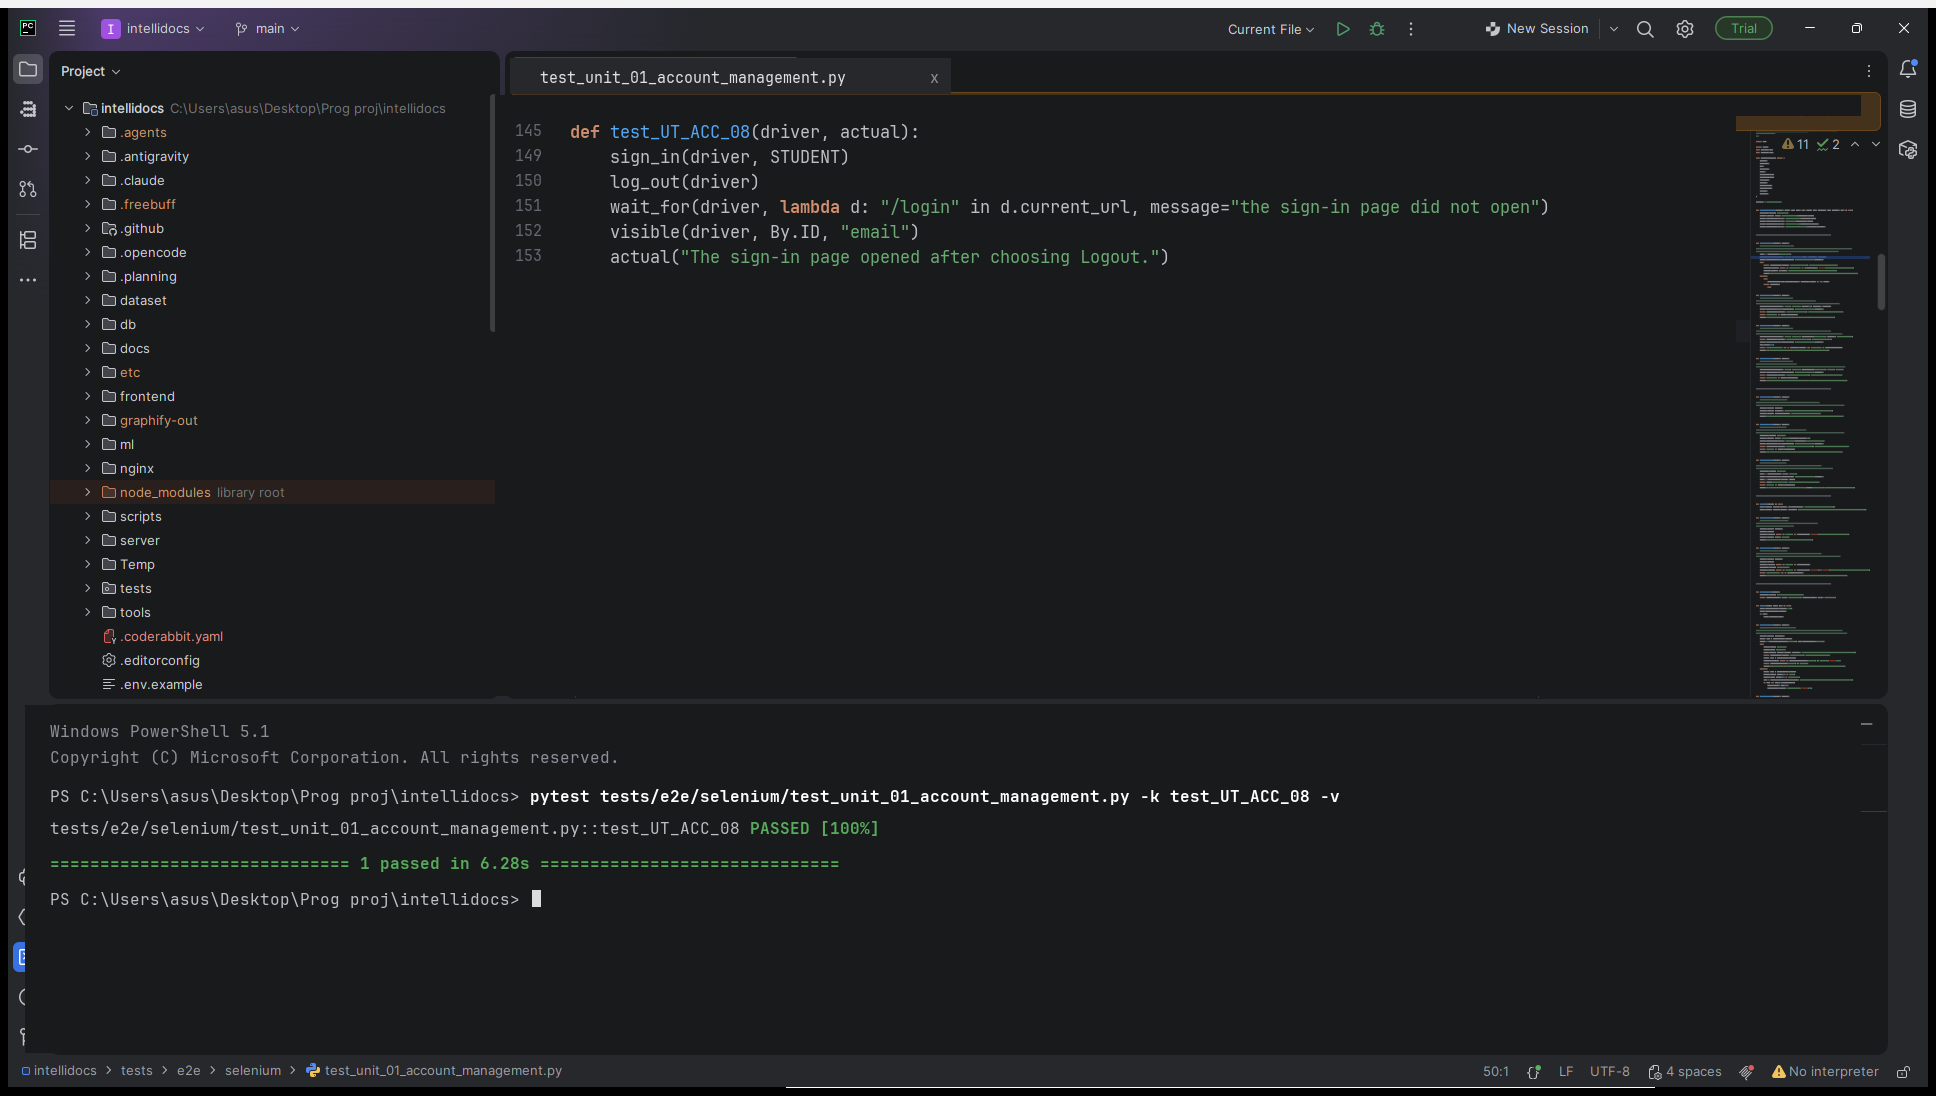 PC
I intellidocs main Current File New Session Trial
Project
test_unit_01_account_management.py x
intellidocs C:\Users\asus\Desktop\Prog proj\intellidocs
.agents
.antigravity
.claude
.freebuff
.github
.opencode
.planning
dataset
db
docs
etc
frontend
graphify-out
ml
nginx
node_modules library root
scripts
server
Temp
tests
tools
.coderabbit.yaml
.editorconfig
.env.example
145 def test_UT_ACC_08(driver, actual):
149 sign_in(driver, STUDENT)
150 log_out(driver)
151 wait_for(driver, lambda d: "/login" in d.current_url, message="the sign-in page did not open")
152 visible(driver, By.ID, "email")
153 actual("The sign-in page opened after choosing Logout.")
11 2
Windows PowerShell 5.1
Copyright (C) Microsoft Corporation. All rights reserved.
PS C:\Users\asus\Desktop\Prog proj\intellidocs> pytest tests/e2e/selenium/test_unit_01_account_management.py -k test_UT_ACC_08 -v
tests/e2e/selenium/test_unit_01_account_management.py::test_UT_ACC_08 PASSED [100%]
============================== 1 passed in 6.28s ==============================
PS C:\Users\asus\Desktop\Prog proj\intellidocs>
intellidocs > tests > e2e > selenium > test_unit_01_account_management.py 50:1 LF UTF-8 4 spaces No interpreter